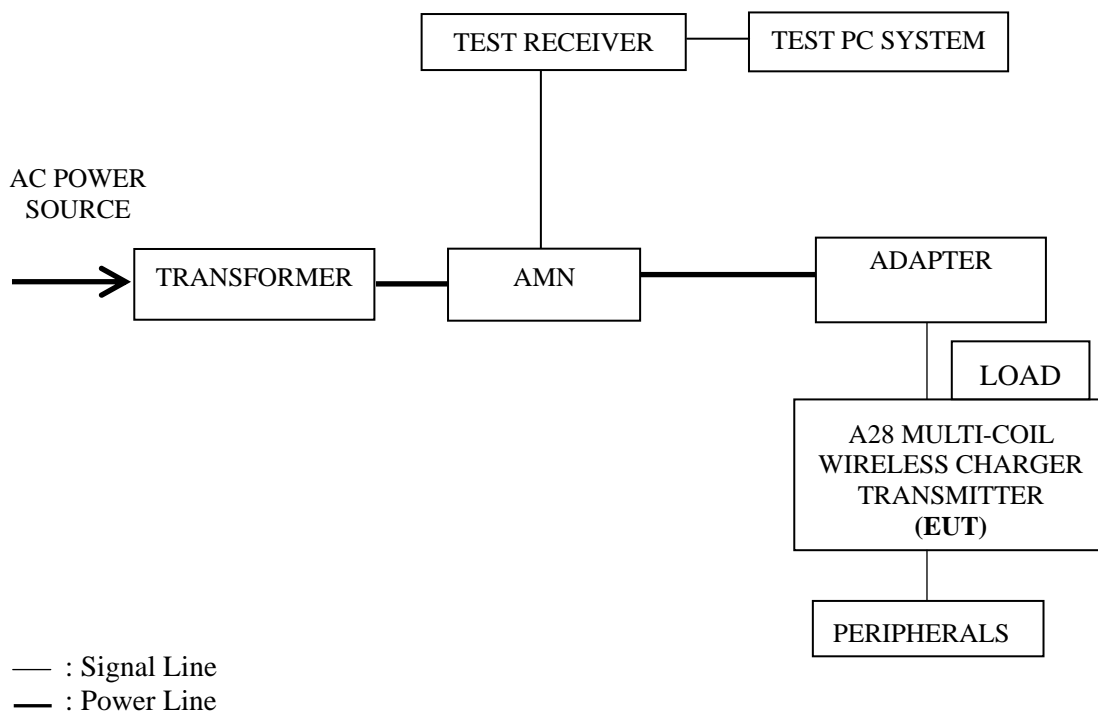 TEST RECEIVER
TEST PC SYSTEM
AC POWER
SOURCE
TRANSFORMER
AMN
ADAPTER
LOAD
A28 MULTI-COIL
WIRELESS CHARGER
TRANSMITTER
(EUT)
PERIPHERALS
: Signal Line
: Power Line